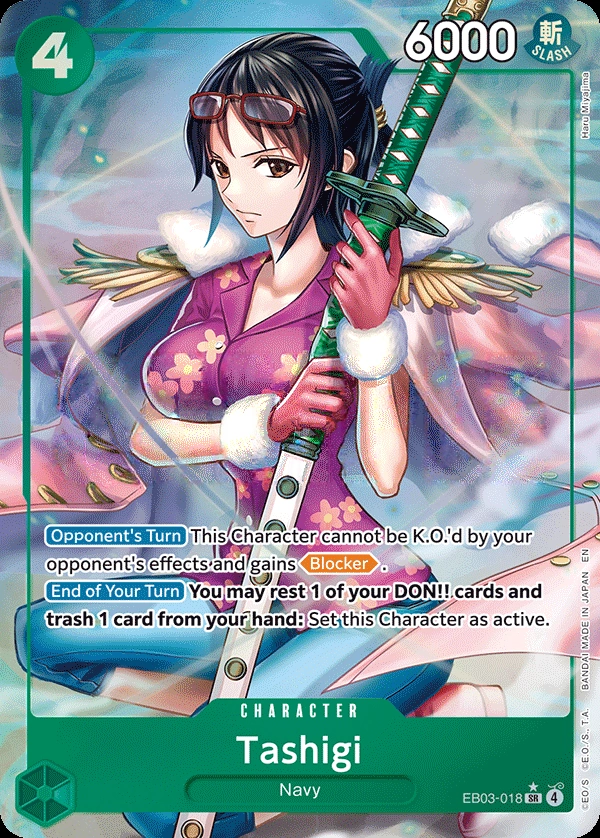 4
6000
斬
SLASH
Haru Miyajima
Opponent's Turn This Character cannot be K.O.'d by your
opponent's effects and gains Blocker .
End of Your Turn You may rest 1 of your DON!! cards and
trash 1 card from your hand: Set this Character as active.
CHARACTER
Tashigi
Navy
EB03-018 ★ SR 4
©E.O/S ©E.O./S., T.A. BANDAI MADE IN JAPAN EN